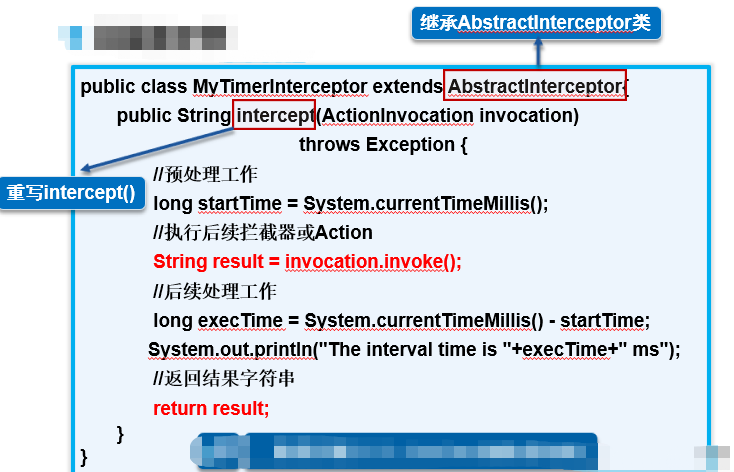 继承AbstractInterceptor类
public class MyTimerInterceptor extends AbstractInterceptor{
public String intercept(ActionInvocation invocation)
throws Exception {
重写intercept()
//预处理工作
long startTime = System.currentTimeMillis();
//执行后续拦截器或Action
String result = invocation.invoke();
//后续处理工作
long execTime = System.currentTimeMillis() - startTime;
System.out.println("The interval time is "+execTime+" ms");
//返回结果字符串
return result;
}
}